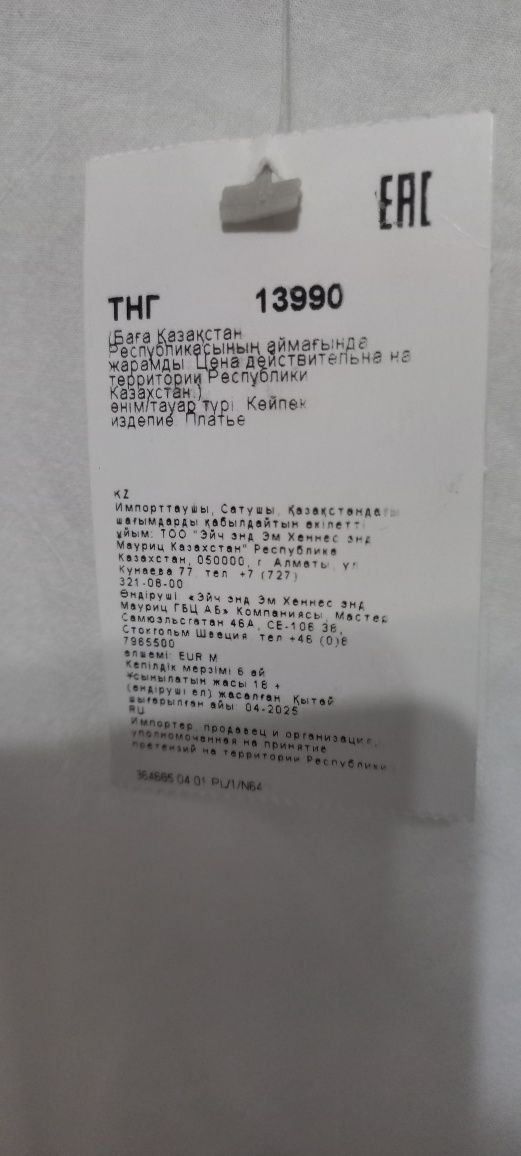 EAC
ТНГ 13990
(Баға Қазақстан
Республикасының аймағында
жарамды. Цена действительна на
территории Республики
Казахстан.)
өнім/тауар түрі: Көйлек
изделие: Платье
KZ
Импорттаушы, Сатушы, Қазақстандағы
шағымдарды қабылдайтын өкілетті
ұйым: ТОО "Эйч энд Эм Хеннес энд
Мауриц Казахстан" Республика
Казахстан, 050000, г. Алматы, ул
Кунаева 77. тел. +7 (727)
321-08-00
Өндіруші: «Эйч энд Эм Хеннес энд
Мауриц ГБЦ АБ» Компаниясы, Мастер
Самюэльсгатан 46А, СЕ-106 38,
Стокгольм Швеция тел +46 (0)8
7965500
өлшемі: EUR M
Кепілдік мерзімі 6 ай
Ұсынылатын жасы 18 +
(өндіруші ел) жасалған: Қытай
шығарылған айы: 04-2025
RU
Импортер, продавец и организация,
уполномоченная на принятие
претензий на территории Республики
364665 04 01 PL/1/N64